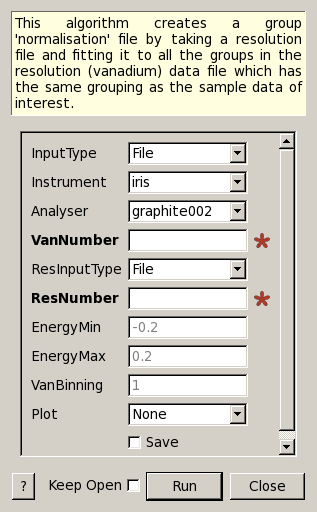 This algorithm creates a group
'normalisation' file by taking a resolution
file and fitting it to all the groups in the
resolution (vanadium) data file which has
the same grouping as the sample data of
interest.
InputType File
Instrument iris
Analyser graphite002
VanNumber
ResInputType File
ResNumber
EnergyMin -0.2
EnergyMax 0.2
VanBinning 1
Plot None
Save
? Keep Open Run Close